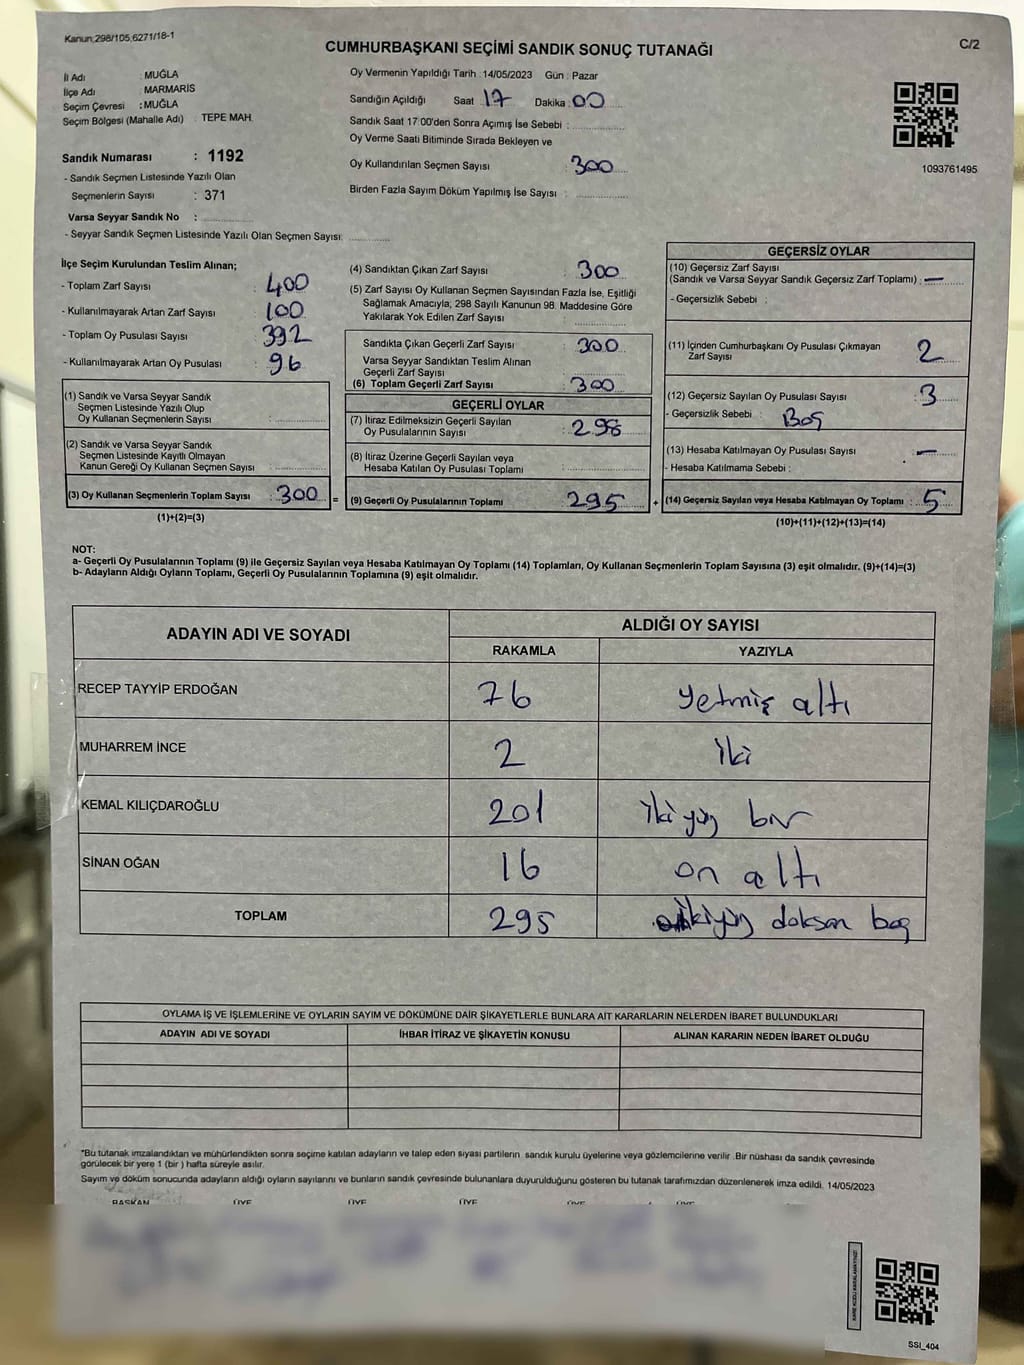 Kanun;298/105,6271/18-1
C/2
CUMHURBAŞKANI SEÇİMİ SANDIK SONUÇ TUTANAĞI
İl Adı : MUĞLA
İlçe Adı : MARMARİS
Seçim Çevresi : MUĞLA
Seçim Bölgesi (Mahalle Adı) : TEPE MAH.
Sandık Numarası : 1192
- Sandık Seçmen Listesinde Yazılı Olan
Seçmenlerin Sayısı : 371
Varsa Seyyar Sandık No :
- Seyyar Sandık Seçmen Listesinde Yazılı Olan Seçmen Sayısı:
Oy Vermenin Yapıldığı Tarih : 14/05/2023 Gün : Pazar
Sandığın Açıldığı Saat 17 Dakika : 00
Sandık Saat 17:00'den Sonra Açımış İse Sebebi :
Oy Verme Saati Bitiminde Sırada Bekleyen ve
Oy Kullandırılan Seçmen Sayısı : 300
Birden Fazla Sayım Döküm Yapılmış İse Sayısı :
1093761495
İlçe Seçim Kurulundan Teslim Alınan;
- Toplam Zarf Sayısı : 400
- Kullanılmayarak Artan Zarf Sayısı : 100
- Toplam Oy Pusulası Sayısı : 392
- Kullanılmayarak Artan Oy Pusulası : 96
(1) Sandık ve Varsa Seyyar Sandık
Seçmen Listesinde Yazılı Olup
Oy Kullanan Seçmenlerin Sayısı :
(2) Sandık ve Varsa Seyyar Sandık
Seçmen Listesinde Kayıtlı Olmayan
Kanun Gereği Oy Kullanan Seçmen Sayısı :
(3) Oy Kullanan Seçmenlerin Toplam Sayısı : 300 =
(1)+(2)=(3)
(4) Sandıktan Çıkan Zarf Sayısı : 300
(5) Zarf Sayısı Oy Kullanan Seçmen Sayısından Fazla İse, Eşitliği
Sağlamak Amacıyla, 298 Sayılı Kanunun 98. Maddesine Göre
Yakılarak Yok Edilen Zarf Sayısı :
Sandıkta Çıkan Geçerli Zarf Sayısı : 300
Varsa Seyyar Sandıktan Teslim Alınan
Geçerli Zarf Sayısı :
(6) Toplam Geçerli Zarf Sayısı : 300
GEÇERLİ OYLAR
(7) İtiraz Edilmeksizin Geçerli Sayılan
Oy Pusulalarının Sayısı : 298
(8) İtiraz Üzerine Geçerli Sayılan veya
Hesaba Katılan Oy Pusulası Toplamı :
(9) Geçerli Oy Pusulalarının Toplamı : 295 +
GEÇERSİZ OYLAR
(10) Geçersiz Zarf Sayısı
(Sandık ve Varsa Seyyar Sandık Geçersiz Zarf Toplamı) : —
- Geçersizlik Sebebi :
(11) İçinden Cumhurbaşkanı Oy Pusulası Çıkmayan
Zarf Sayısı : 2
(12) Geçersiz Sayılan Oy Pusulası Sayısı : 3
- Geçersizlik Sebebi : Boş
(13) Hesaba Katılmayan Oy Pusulası Sayısı : —
- Hesaba Katılmama Sebebi :
(14) Geçersiz Sayılan veya Hesaba Katılmayan Oy Toplamı : 5
(10)+(11)+(12)+(13)=(14)
NOT:
a- Geçerli Oy Pusulalarının Toplamı (9) ile Geçersiz Sayılan veya Hesaba Katılmayan Oy Toplamı (14) Toplamları, Oy Kullanan Seçmenlerin Toplam Sayısına (3) eşit olmalıdır. (9)+(14)=(3)
b- Adayların Aldığı Oyların Toplamı, Geçerli Oy Pusulalarının Toplamına (9) eşit olmalıdır.
ADAYIN ADI VE SOYADI ALDIĞI OY SAYISI
RAKAMLA YAZIYLA
RECEP TAYYİP ERDOĞAN 76 yetmiş altı
MUHARREM İNCE 2 iki
KEMAL KILIÇDAROĞLU 201 ikiyüz bir
SİNAN OĞAN 16 on altı
TOPLAM 295 ikiyüz doksan beş
OYLAMA İŞ VE İŞLEMLERİNE VE OYLARIN SAYIM VE DÖKÜMÜNE DAİR ŞİKAYETLERLE BUNLARA AİT KARARLARIN NELERDEN İBARET BULUNDUKLARI
ADAYIN ADI VE SOYADI İHBAR İTİRAZ VE ŞİKAYETİN KONUSU ALINAN KARARIN NEDEN İBARET OLDUĞU
*Bu tutanak imzalandıktan ve mühürlendikten sonra seçime katılan adayların ve talep eden siyasi partilerin sandık kurulu üyelerine veya gözlemcilerine verilir .Bir nüshası da sandık çevresinde
görülecek bir yere 1 (bir ) hafta süreyle asılır.
Sayım ve döküm sonucunda adayların aldığı oyların sayılarını ve bunların sandık çevresinde bulunanlara duyurulduğunu gösteren bu tutanak tarafımızdan düzenlenerek imza edildi. 14/05/2023
BAŞKAN ÜYE ÜYE ÜYE ÜYE ÜYE
SSI_404